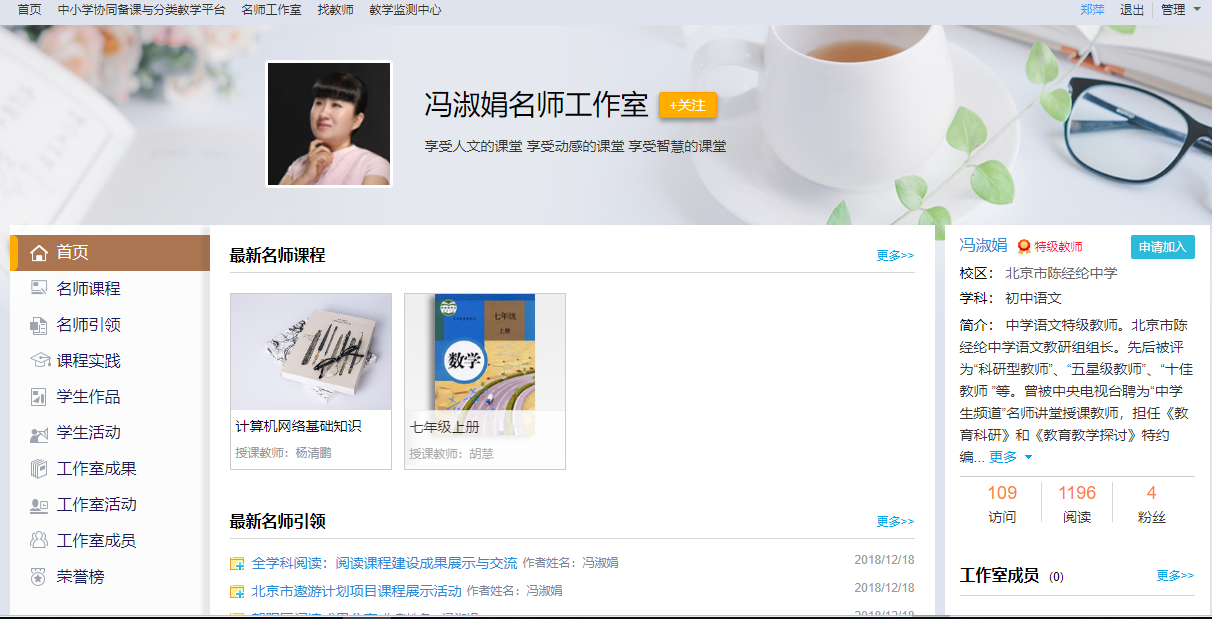 首页 中小学协同备课与分类教学平台 名师工作室 找教师 教学监测中心 郑萍 退出 管理
冯淑娟名师工作室 +关注
享受人文的课堂 享受动感的课堂 享受智慧的课堂
首页
名师课程
名师引领
课程实践
学生作品
学生活动
工作室成果
工作室活动
工作室成员
荣誉榜
最新名师课程 更多>>
七年级
上册
数学
计算机网络基础知识
授课教师：杨清鹏
七年级上册
授课教师：胡慧
最新名师引领 更多>>
全学科阅读：阅读课程建设成果展示与交流 作者姓名：冯淑娟 2018/12/18
北京市遨游计划项目课程展示活动 作者姓名：冯淑娟 2018/12/18
2018/12/18
冯淑娟 特级教师 申请加入
校区： 北京市陈经纶中学
学科： 初中语文
简介： 中学语文特级教师。北京市陈
经纶中学语文教研组组长。先后被评
为“科研型教师”、“五星级教师”、“十佳
教师 ”等。曾被中央电视台聘为“中学
生频道”名师讲堂授课教师，担任《教
育科研》和《教育教学探讨》特约
编... 更多
109 1196 4
访问 阅读 粉丝
工作室成员 (0) 更多>>